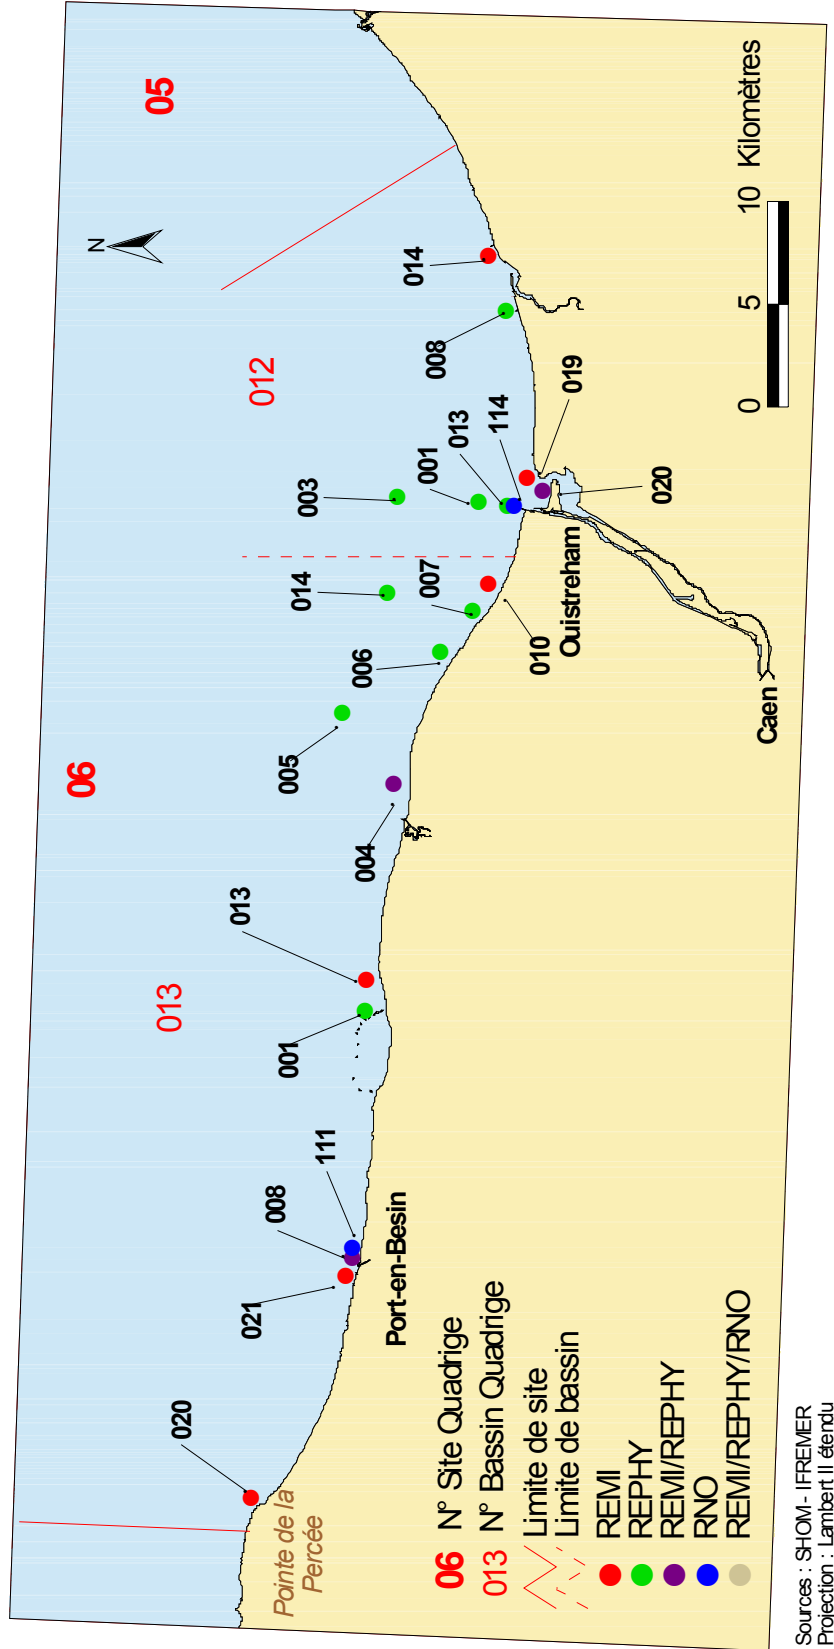 05
06
N
012
013
020
021
008
111
001
013
004
005
006
014
007
010
003
001
013
114
008
014
019
020
Pointe de la
Percée
Port-en-Besin
Ouistreham
Caen
0 5 10 Kilomètres
06 N° Site Quadrige
013 N° Bassin Quadrige
Limite de site
Limite de bassin
REMI
REPHY
REMI/REPHY
RNO
REMI/REPHY/RNO
Sources : SHOM - IFREMER
Projection : Lambert II étendu